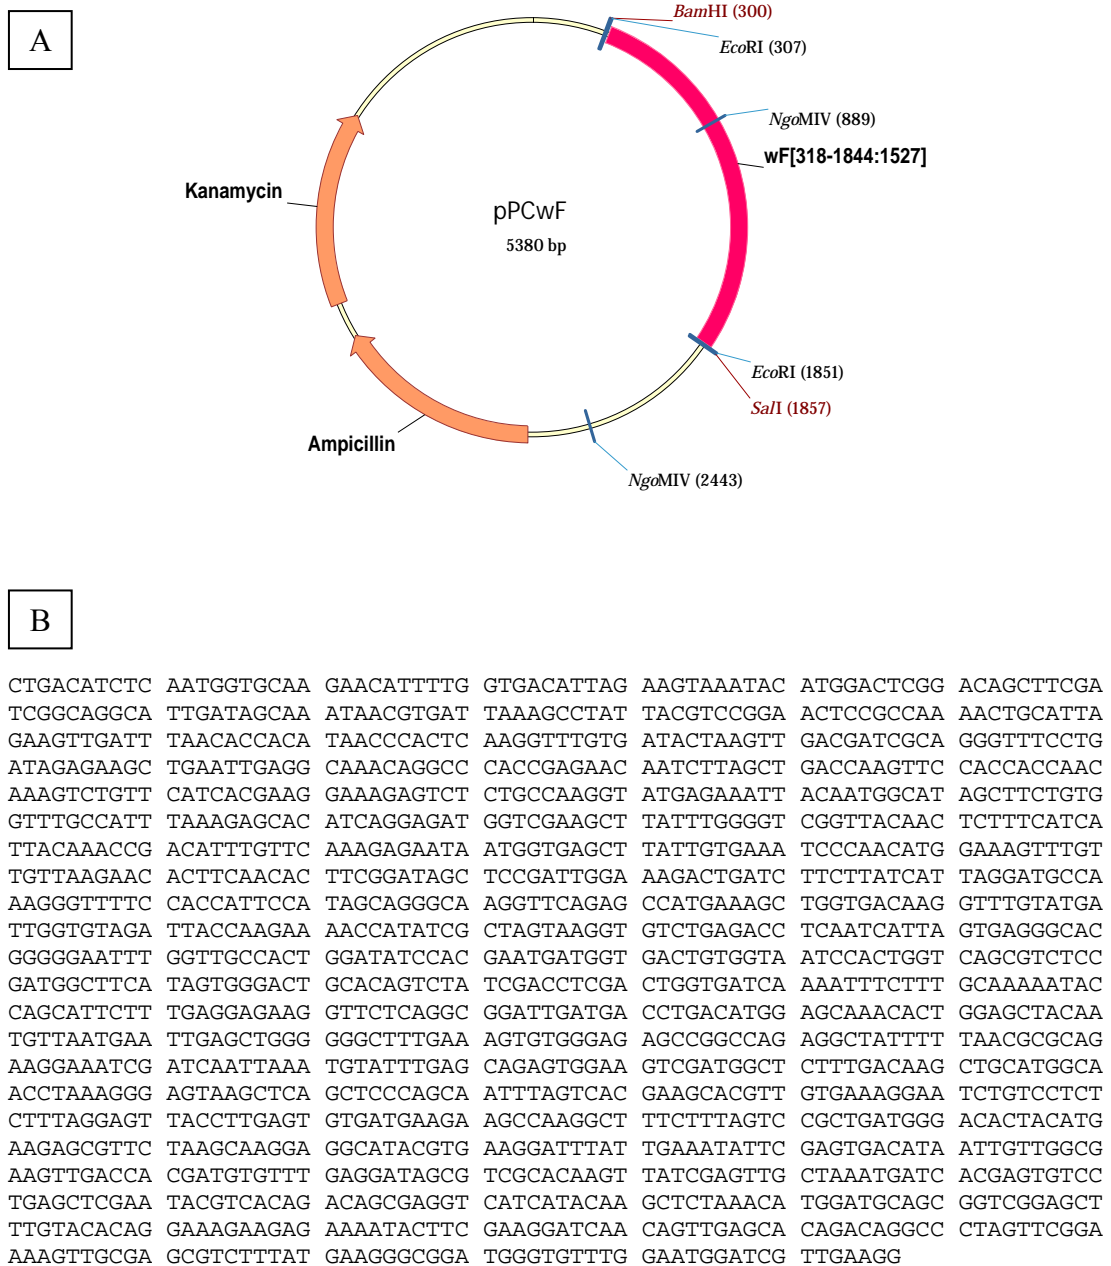 A
BamHI (300)
EcoRI (307)
NgoMIV (889)
wF[318-1844:1527]
Kanamycin
pPCwF
5380 bp
EcoRI (1851)
SalI (1857)
Ampicillin
NgoMIV (2443)
B
CTGACATCTC AATGGTGCAA GAACATTTTG GTGACATTAG AAGTAAATAC ATGGACTCGG ACAGCTTCGA
TCGGCAGGCA TTGATAGCAA ATAACGTGAT TAAAGCCTAT TACGTCCGGA ACTCCGCCAA AACTGCATTA
GAAGTTGATT TAACACCACA TAACCCACTC AAGGTTTGTG ATACTAAGTT GACGATCGCA GGGTTTCCTG
ATAGAGAAGC TGAATTGAGG CAAACAGGCC CACCGAGAAC AATCTTAGCT GACCAAGTTC CACCACCAAC
AAAGTCTGTT CATCACGAAG GAAAGAGTCT CTGCCAAGGT ATGAGAAATT ACAATGGCAT AGCTTCTGTG
GTTTGCCATT TAAAGAGCAC ATCAGGAGAT GGTCGAAGCT TATTTGGGGT CGGTTACAAC TCTTTCATCA
TTACAAACCG ACATTTGTTC AAAGAGAATA ATGGTGAGCT TATTGTGAAA TCCCAACATG GAAAGTTTGT
TGTTAAGAAC ACTTCAACAC TTCGGATAGC TCCGATTGGA AAGACTGATC TTCTTATCAT TAGGATGCCA
AAGGGTTTTC CACCATTCCA TAGCAGGGCA AGGTTCAGAG CCATGAAAGC TGGTGACAAG GTTTGTATGA
TTGGTGTAGA TTACCAAGAA AACCATATCG CTAGTAAGGT GTCTGAGACC TCAATCATTA GTGAGGGCAC
GGGGGAATTT GGTTGCCACT GGATATCCAC GAATGATGGT GACTGTGGTA ATCCACTGGT CAGCGTCTCC
GATGGCTTCA TAGTGGGACT GCACAGTCTA TCGACCTCGA CTGGTGATCA AAATTTCTTT GCAAAAATAC
CAGCATTCTT TGAGGAGAAG GTTCTCAGGC GGATTGATGA CCTGACATGG AGCAAACACT GGAGCTACAA
TGTTAATGAA TTGAGCTGGG GGGCTTTGAA AGTGTGGGAG AGCCGGCCAG AGGCTATTTT TAACGCGCAG
AAGGAAATCG ATCAATTAAA TGTATTTGAG CAGAGTGGAA GTCGATGGCT CTTTGACAAG CTGCATGGCA
ACCTAAAGGG AGTAAGCTCA GCTCCCAGCA ATTTAGTCAC GAAGCACGTT GTGAAAGGAA TCTGTCCTCT
CTTTAGGAGT TACCTTGAGT GTGATGAAGA AGCCAAGGCT TTCTTTAGTC CGCTGATGGG ACACTACATG
AAGAGCGTTC TAAGCAAGGA GGCATACGTG AAGGATTTAT TGAAATATTC GAGTGACATA ATTGTTGGCG
AAGTTGACCA CGATGTGTTT GAGGATAGCG TCGCACAAGT TATCGAGTTG CTAAATGATC ACGAGTGTCC
TGAGCTCGAA TACGTCACAG ACAGCGAGGT CATCATACAA GCTCTAAACA TGGATGCAGC GGTCGGAGCT
TTGTACACAG GAAAGAAGAG AAAATACTTC GAAGGATCAA CAGTTGAGCA CAGACAGGCC CTAGTTCGGA
AAAGTTGCGA GCGTCTTTAT GAAGGGCGGA TGGGTGTTTG GAATGGATCG TTGAAGG